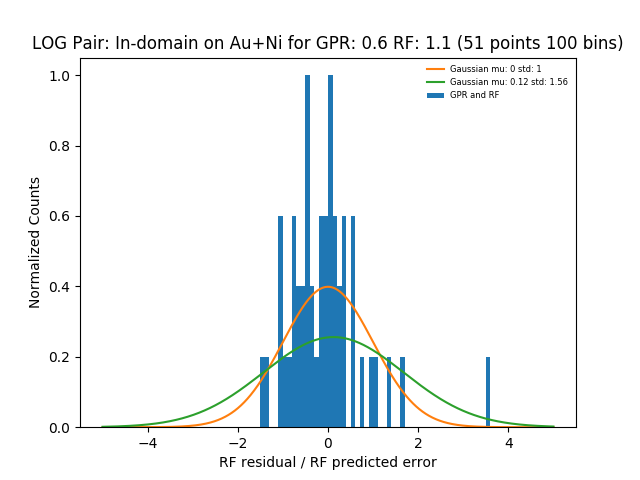 LOG Pair: In-domain on Au+Ni for GPR: 0.6 RF: 1.1 (51 points 100 bins)
Gaussian mu: 0 std: 1
Gaussian mu: 0.12 std: 1.56
GPR and RF
Normalized Counts
1.0
0.8
0.6
0.4
0.2
0.0
−4 −2 0 2 4
RF residual / RF predicted error